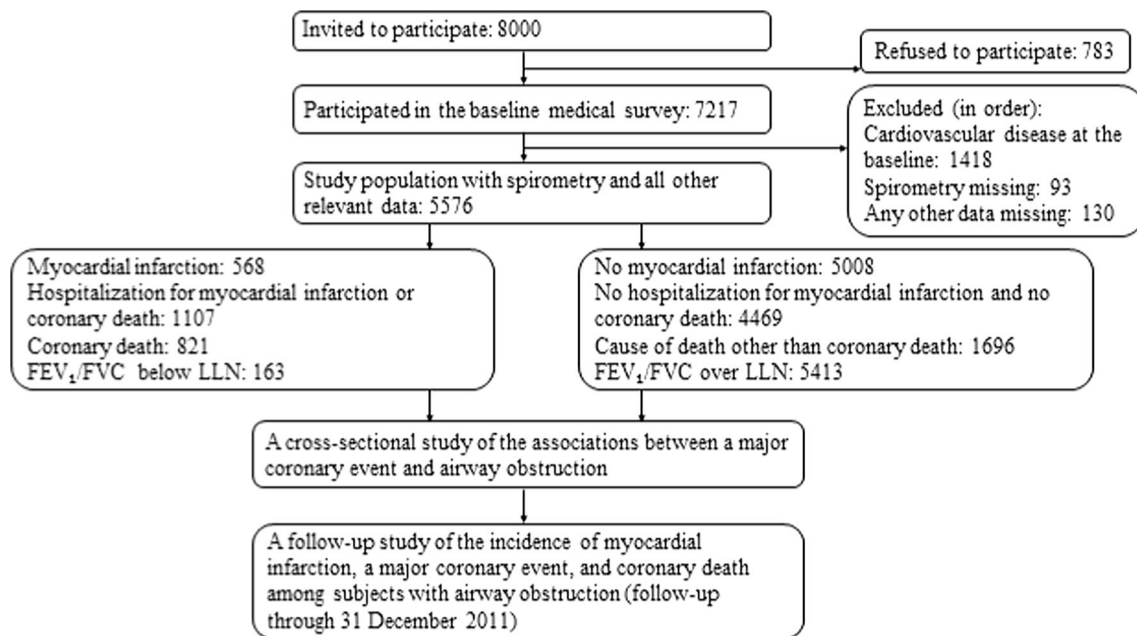 Invited to participate: 8000
Refused to participate: 783
Participated in the baseline medical survey: 7217
Excluded (in order):
Cardiovascular disease at the
baseline: 1418
Spirometry missing: 93
Any other data missing: 130
Study population with spirometry and all other
relevant data: 5576
Myocardial infarction: 568
Hospitalization for myocardial infarction or
coronary death: 1107
Coronary death: 821
FEV₁/FVC below LLN: 163
No myocardial infarction: 5008
No hospitalization for myocardial infarction and no
coronary death: 4469
Cause of death other than coronary death: 1696
FEV₁/FVC over LLN: 5413
A cross-sectional study of the associations between a major
coronary event and airway obstruction
A follow-up study of the incidence of myocardial
infarction, a major coronary event, and coronary death
among subjects with airway obstruction (follow-up
through 31 December 2011)